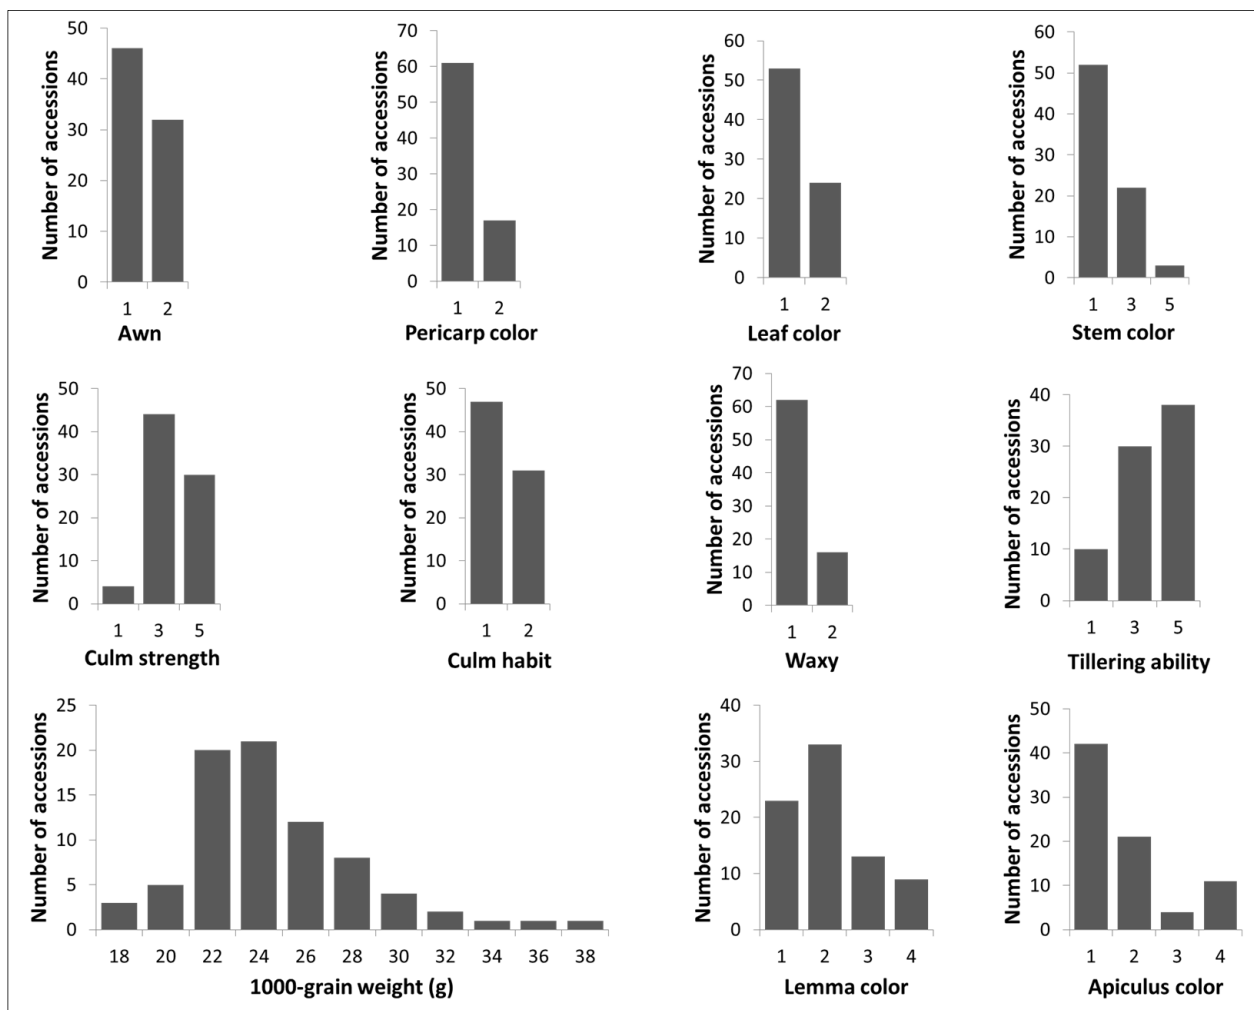 Number of accessions
50
40
30
20
10
0
1 2
Awn
Number of accessions
70
60
50
40
30
20
10
0
1 2
Pericarp color
Number of accessions
60
50
40
30
20
10
0
1 2
Leaf color
Number of accessions
60
50
40
30
20
10
0
1 3 5
Stem color
Number of accessions
50
40
30
20
10
0
1 3 5
Culm strength
Number of accessions
50
40
30
20
10
0
1 2
Culm habit
Number of accessions
70
60
50
40
30
20
10
0
1 2
Waxy
Number of accessions
40
30
20
10
0
1 3 5
Tillering ability
Number of accessions
25
20
15
10
5
0
18 20 22 24 26 28 30 32 34 36 38
1000-grain weight (g)
Number of accessions
40
30
20
10
0
1 2 3 4
Lemma color
Number of accessions
50
40
30
20
10
0
1 2 3 4
Apiculus color